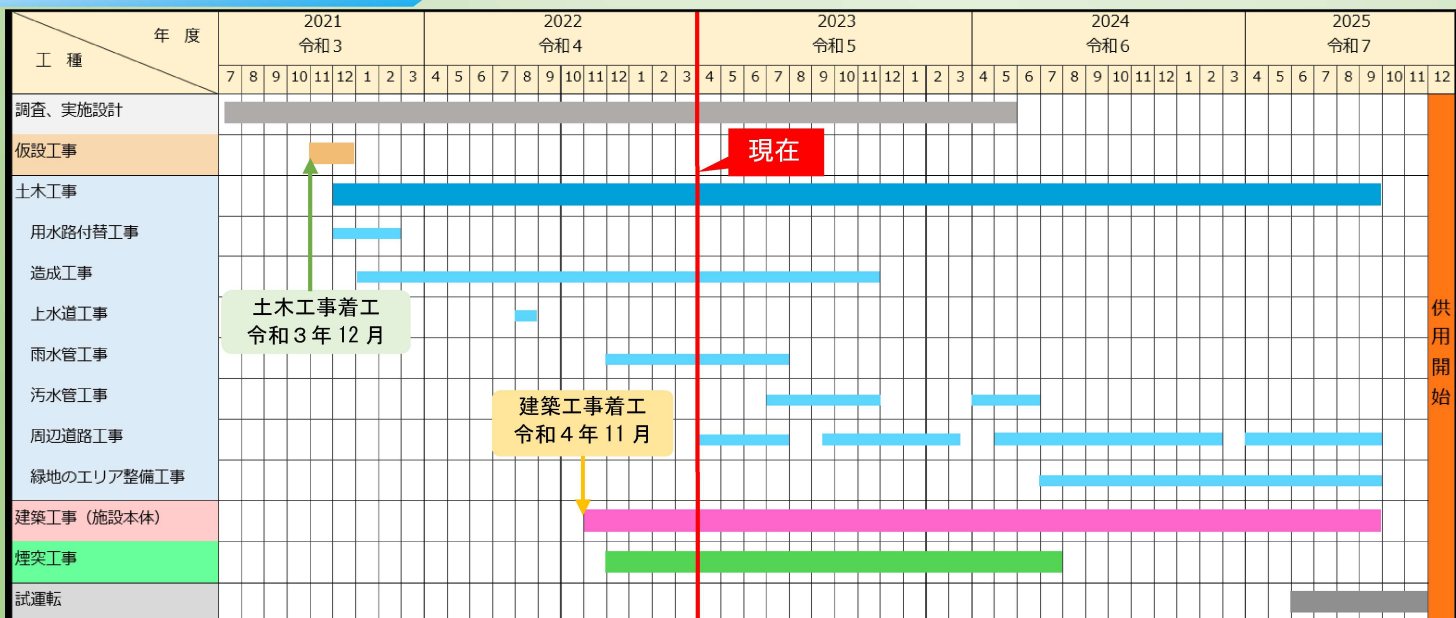 年 度
工 種
2021
令和3
2022
令和4
2023
令和5
2024
令和6
2025
令和7
7 8 9 10 11 12 1 2 3 4 5 6 7 8 9 10 11 12 1 2 3 4 5 6 7 8 9 10 11 12 1 2 3 4 5 6 7 8 9 10 11 12 1 2 3 4 5 6 7 8 9 10 11 12
調査、実施設計
仮設工事
現在
土木工事
用水路付替工事
造成工事
土木工事着工
令和3年12月
上水道工事
雨水管工事
汚水管工事
建築工事着工
令和4年11月
周辺道路工事
緑地のエリア整備工事
建築工事（施設本体）
煙突工事
試運転
供用開始